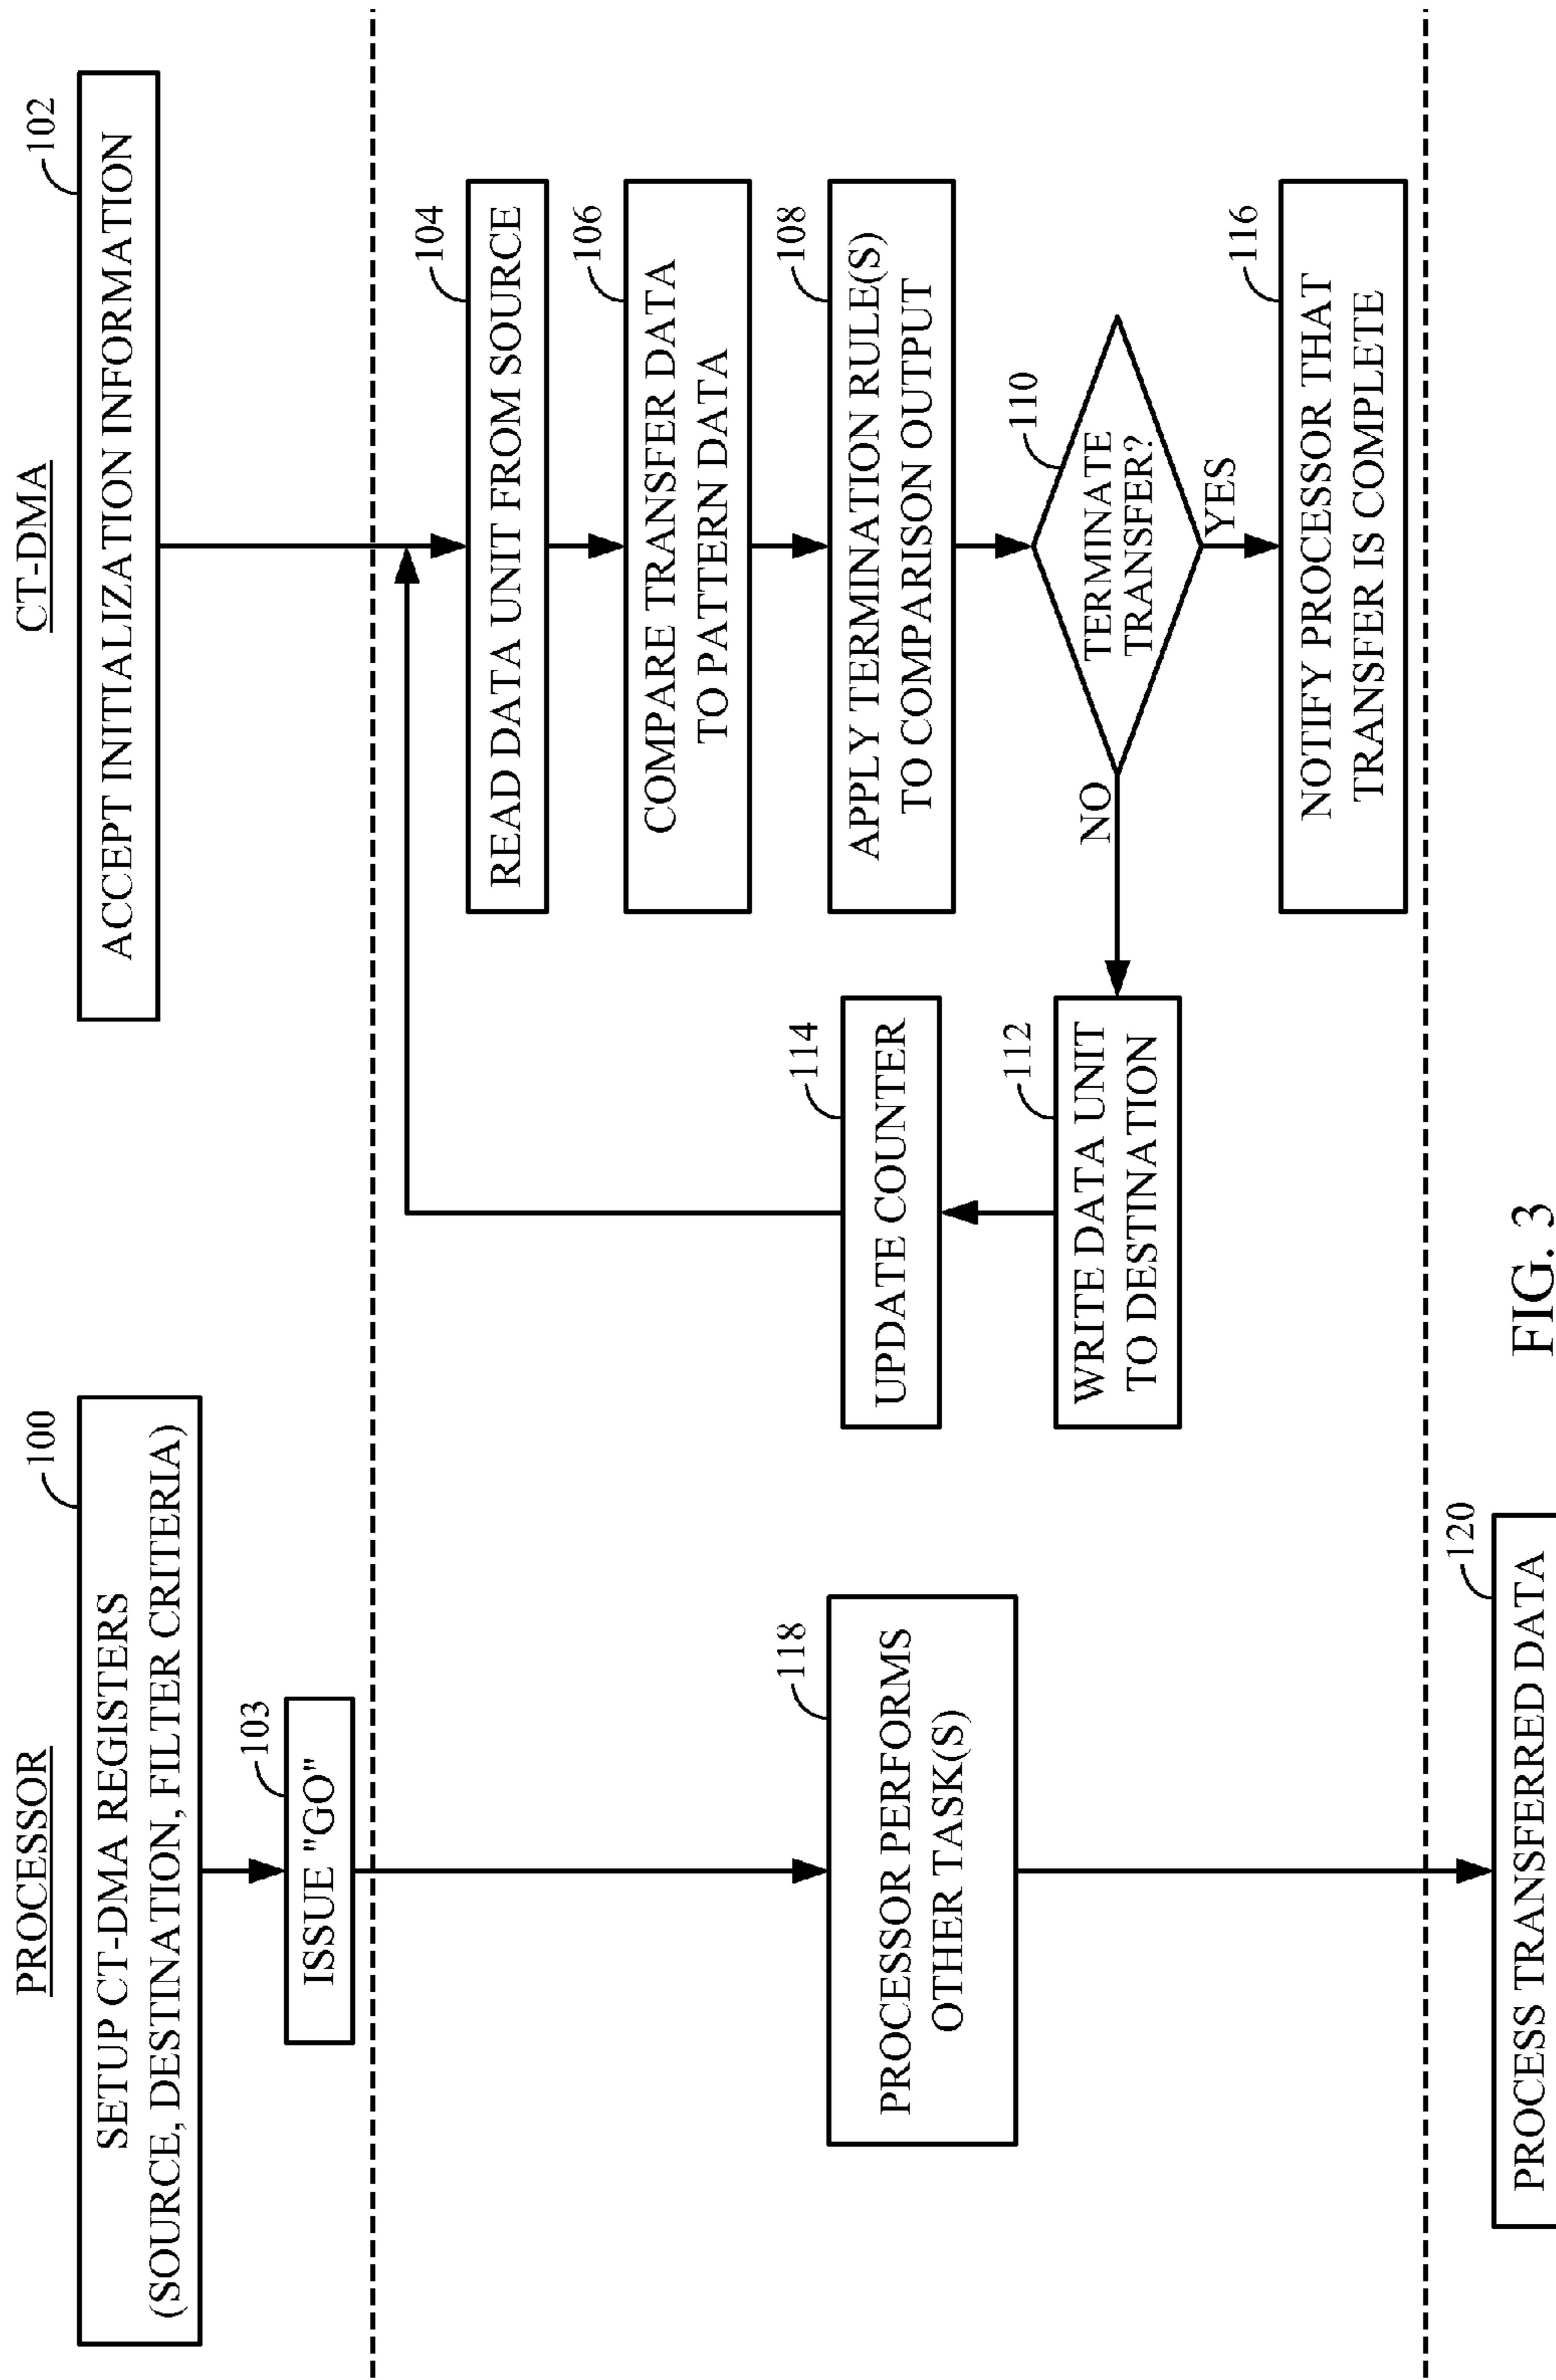 PROCESSOR
100
SETUP CT-DMA REGISTERS
(SOURCE, DESTINATION, FILTER CRITERIA)
103
ISSUE "GO"
118
PROCESSOR PERFORMS
OTHER TASK(S)
120
PROCESS TRANSFERRED DATA
CT-DMA
102
ACCEPT INITIALIZATION INFORMATION
104
READ DATA UNIT FROM SOURCE
106
COMPARE TRANSFER DATA
TO PATTERN DATA
108
APPLY TERMINATION RULE(S)
TO COMPARISON OUTPUT
110
TERMINATE
TRANSFER?
NO
YES
114
UPDATE COUNTER
112
WRITE DATA UNIT
TO DESTINATION
116
NOTIFY PROCESSOR THAT
TRANSFER IS COMPLETE
FIG. 3